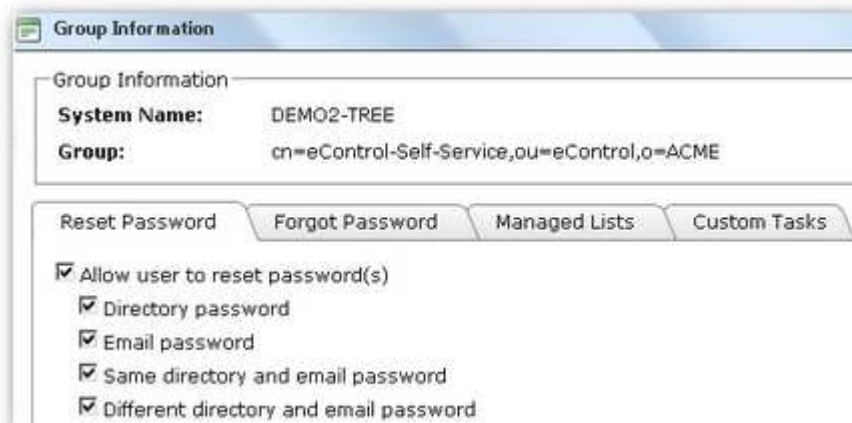 Group Information
Group Information
System Name: DEMO2-TREE
Group: cn=eControl-Self-Service,ou=eControl,o=ACME
Reset Password Forgot Password Managed Lists Custom Tasks
Allow user to reset password(s)
Directory password
Email password
Same directory and email password
Different directory and email password